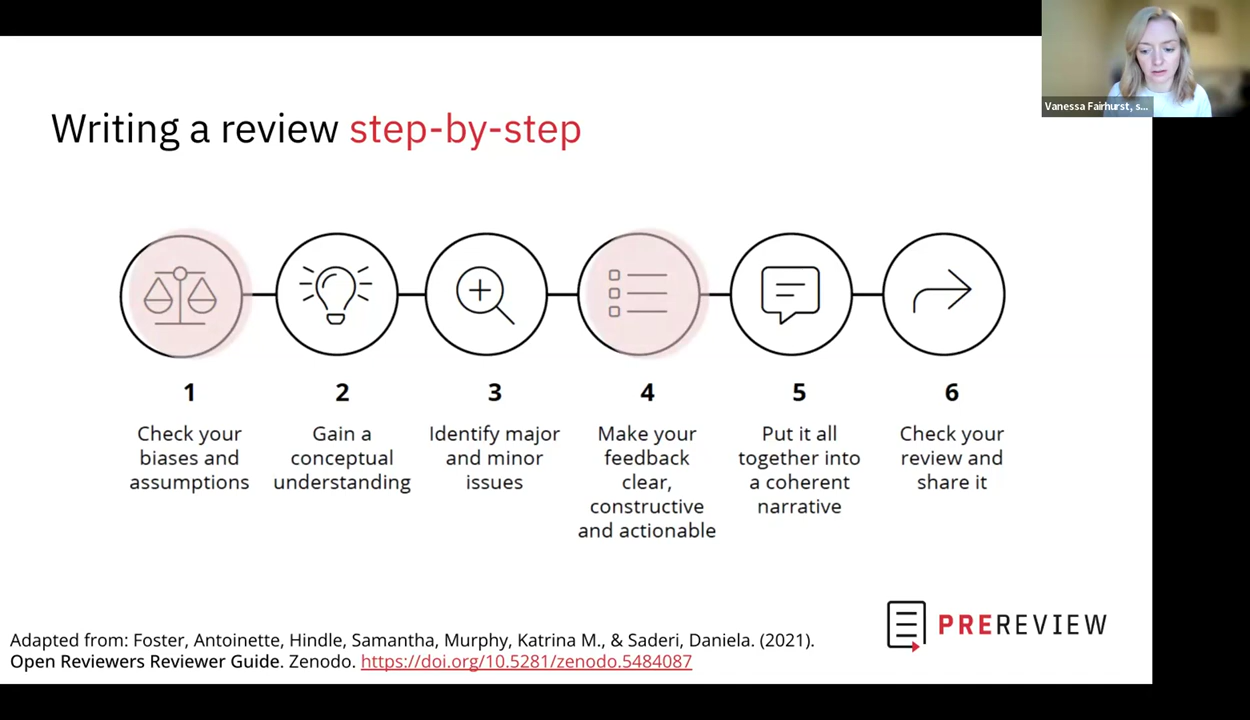 Vanessa Fairhurst, s...
Writing a review step-by-step
1
Check your
biases and
assumptions
2
Gain a
conceptual
understanding
3
Identify major
and minor
issues
4
Make your
feedback
clear,
constructive
and actionable
5
Put it all
together into
a coherent
narrative
6
Check your
review and
share it
PREREVIEW
Adapted from: Foster, Antoinette, Hindle, Samantha, Murphy, Katrina M., & Saderi, Daniela. (2021).
Open Reviewers Reviewer Guide. Zenodo. https://doi.org/10.5281/zenodo.5484087